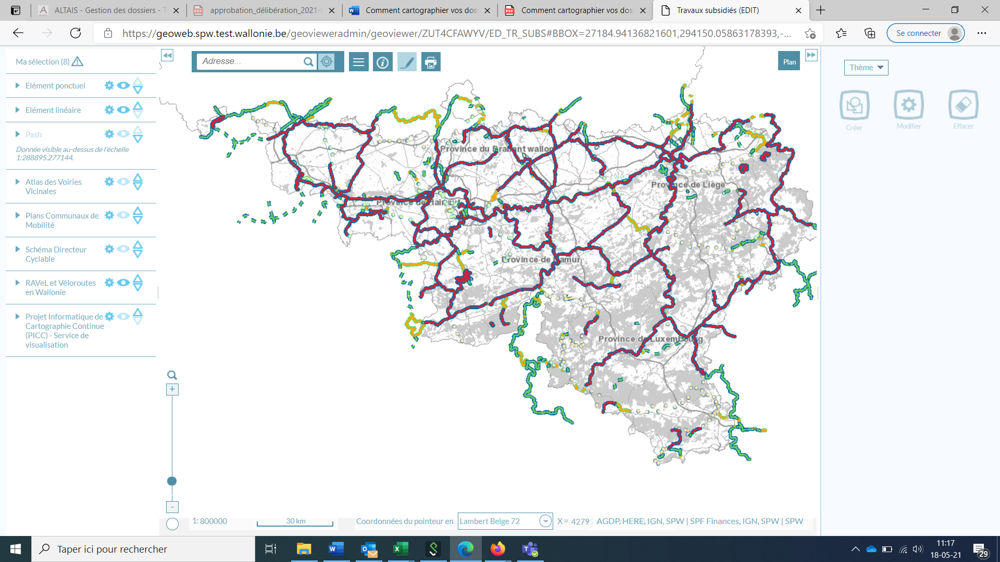 ALTAIS - Gestion des dossiers - T
approbation_délibération_2021-0
Comment cartographier vos dos
Comment cartographier vos dos
Travaux subsidiés (EDIT)
https://geoweb.spw.test.wallonie.be/geovieweradmin/geoviewer/ZUT4CFAWYV/ED_TR_SUBS#BBOX=27184.94136821601,294150.05863178393,-...
Se connecter
Ma sélection (8)
Elément ponctuel
Elément linéaire
Pash
Donnée visible au-dessus de l'échelle
1:288895.277144.
Atlas des Voiries
Vicinales
Plans Communaux de
Mobilité
Schéma Directeur
Cyclable
RAVeL et Véloroutes
en Wallonie
Projet Informatique de
Cartographie Continue
(PICC) - Service de
visualisation
Adresse...
Plan
Thème
Créer
Modifier
Effacer
Province du Brabant wallon
Province de Liège
Province de Hainaut
Province de Namur
Province de Luxembourg
+
-
1: 800000
30 km
Coordonnées du pointeur en
Lambert Belge 72
X = 42795
AGDP, HERE, IGN, SPW | SPF Finances, IGN, SPW | SPW
Taper ici pour rechercher
11:17
18-05-21
29